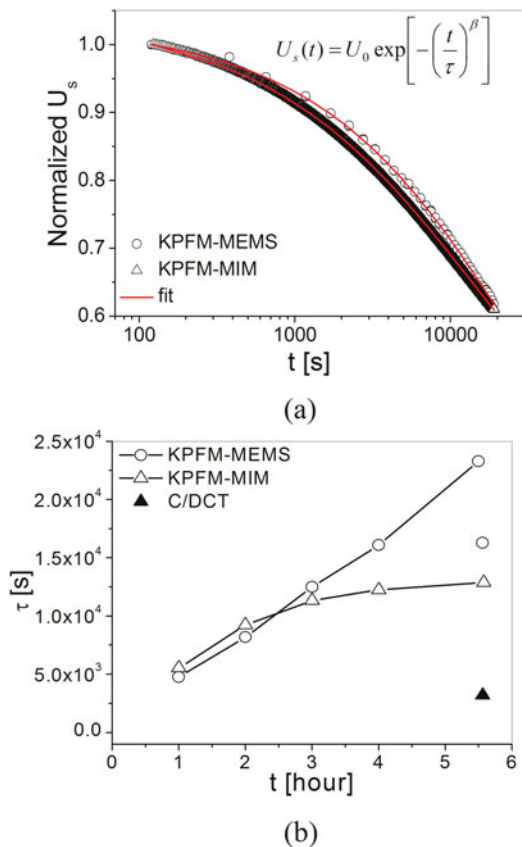 U_s(t) = U_0 exp[-(t/τ)^β]
1.0
0.9
0.8
0.7
0.6
Normalized U_s
KPFM-MEMS
KPFM-MIM
fit
100
1000
10000
t [s]
(a)
2.5x10^4
2.0x10^4
1.5x10^4
1.0x10^4
5.0x10^3
0.0
τ [s]
KPFM-MEMS
KPFM-MIM
C/DCT
0 1 2 3 4 5 6
t [hour]
(b)